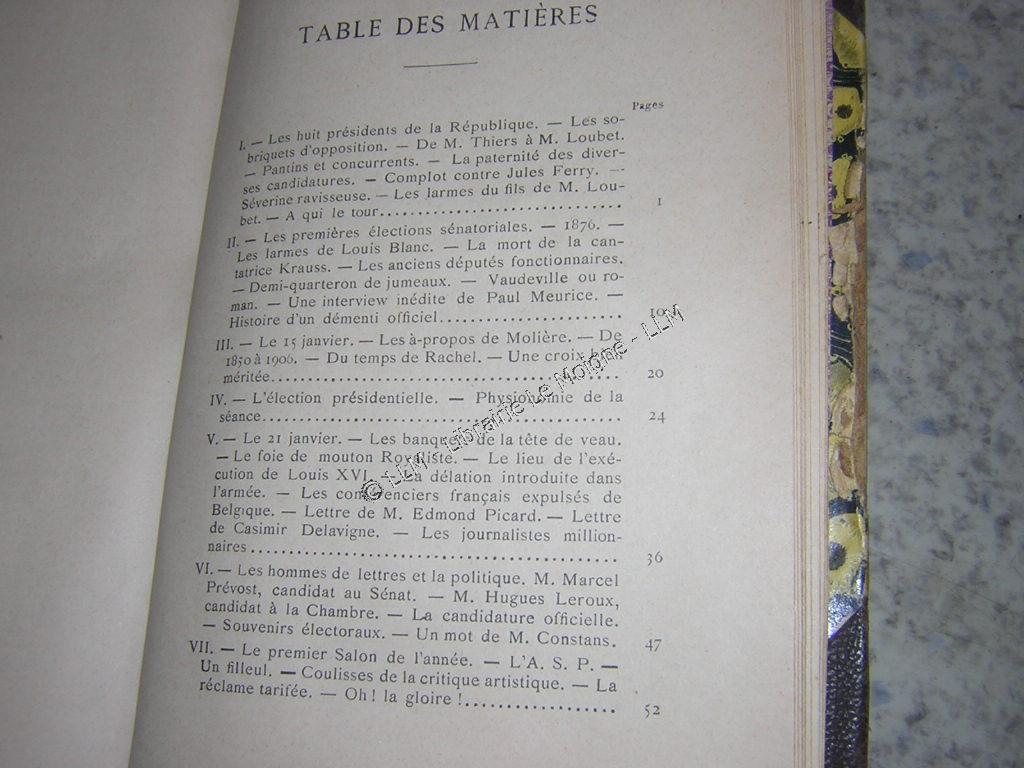 TABLE DES MATIÈRES
Pages
I. — Les huit présidents de la République. — Les so-
briquets d'opposition. — De M. Thiers à M. Loubet.
— Pantins et concurrents. — La paternité des diver-
ses candidatures. — Complot contre Jules Ferry. —
Séverine ravisseuse. — Les larmes du fils de M. Lou-
bet. — A qui le tour........................ 1
II. — Les premières élections sénatoriales. — 1876. —
Les larmes de Louis Blanc. — La mort de la can-
tatrice Krauss. — Les anciens députés fonctionnaires.
— Demi-quarteron de jumeaux. — Vaudeville ou ro-
man. — Une interview inédite de Paul Meurice. —
Histoire d'un démenti officiel........................ 10
III. — Le 15 janvier. — Les à-propos de Molière. — De
1850 à 1906. — Du temps de Rachel. — Une croix bien
méritée........................ 20
IV. — L'élection présidentielle. — Physionomie de la
séance........................ 24
V. — Le 21 janvier. — Les banquets de la tête de veau.
— Le foie de mouton Royaliste. — Le lieu de l'exé-
cution de Louis XVI. — La délation introduite dans
l'armée. — Les conférenciers français expulsés de
Belgique. — Lettre de M. Edmond Picard. — Lettre
de Casimir Delavigne. — Les journalistes million-
naires........................ 36
VI. — Les hommes de lettres et la politique. M. Marcel
Prévost, candidat au Sénat. — M. Hugues Leroux,
candidat à la Chambre. — La candidature officielle.
— Souvenirs électoraux. — Un mot de M. Constans. 47
VII. — Le premier Salon de l'année. — L'A. S. P. —
Un filleul. — Coulisses de la critique artistique. — La
réclame tarifée. — Oh ! la gloire !.................. 52
© LLM - Librairie Le Moigne - LLM